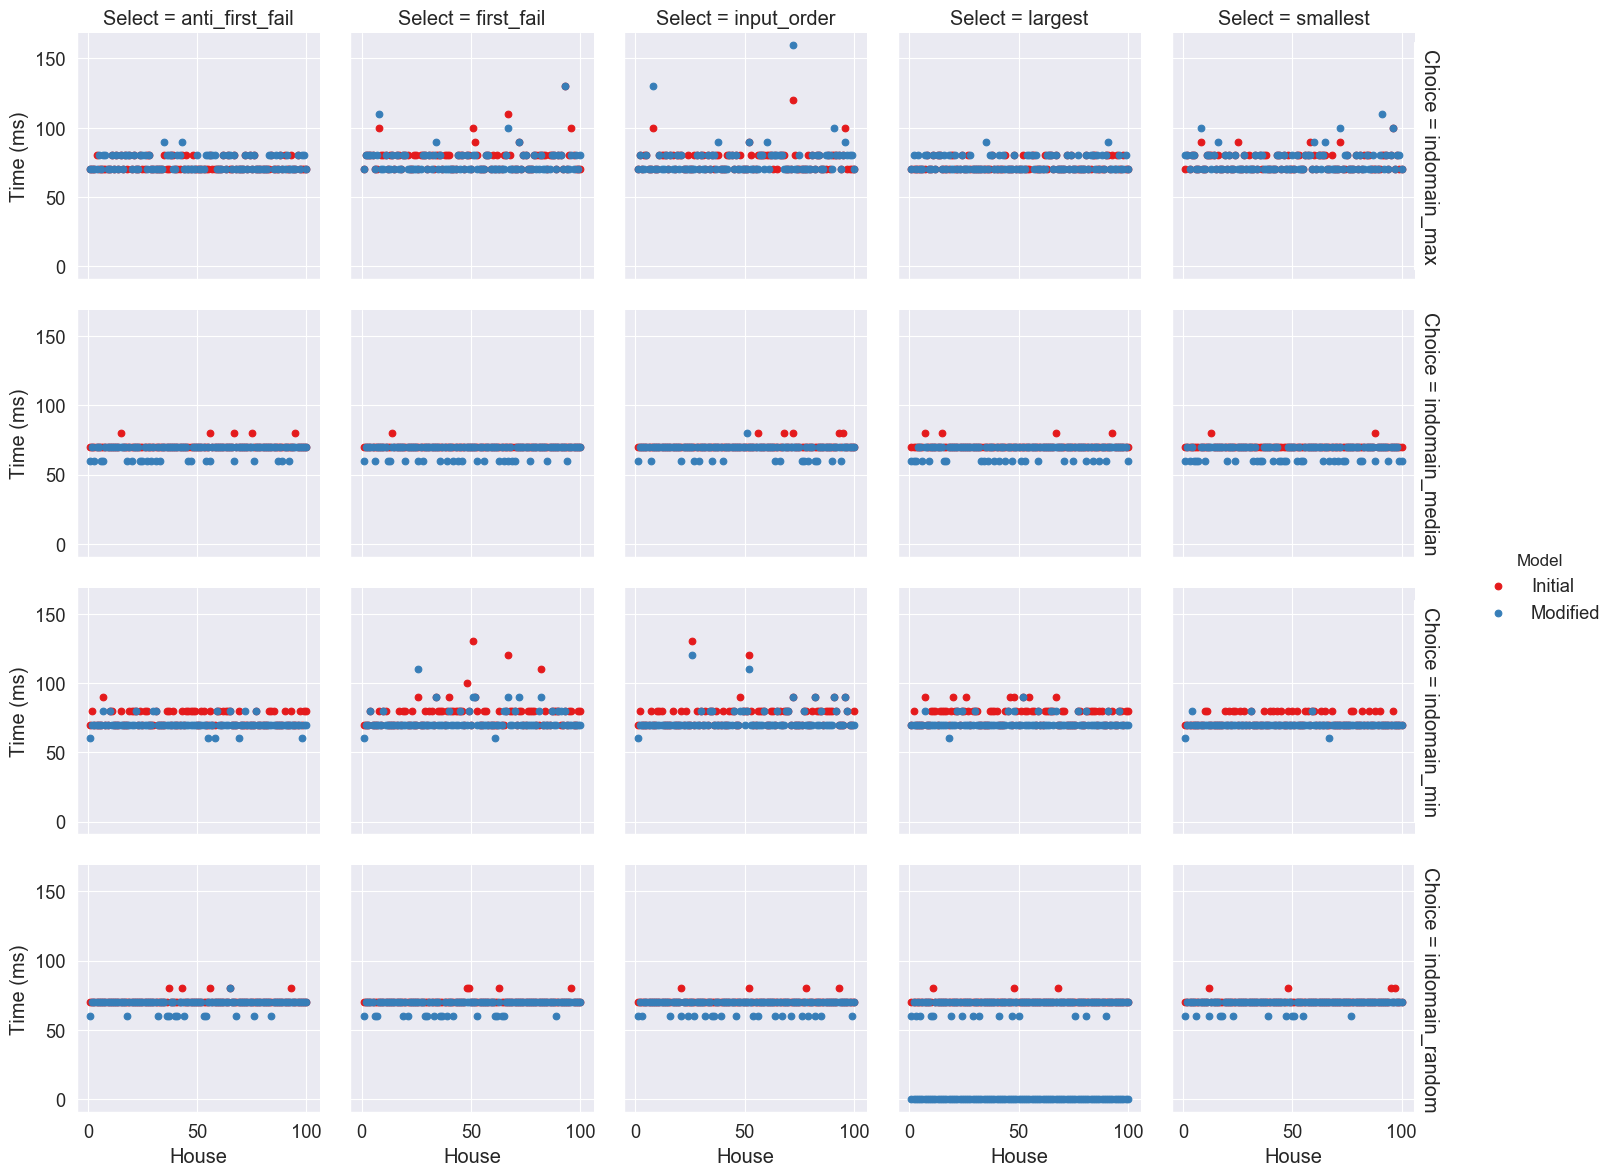 Select = anti_first_fail
Select = first_fail
Select = input_order
Select = largest
Select = smallest
150
100
50
0
Time (ms)
Choice = indomain_max
150
100
50
0
Time (ms)
Choice = indomain_median
150
100
50
0
Time (ms)
Choice = indomain_min
Model
Initial
Modified
150
100
50
0
Time (ms)
Choice = indomain_random
0 50 100
0 50 100
0 50 100
0 50 100
0 50 100
House
House
House
House
House